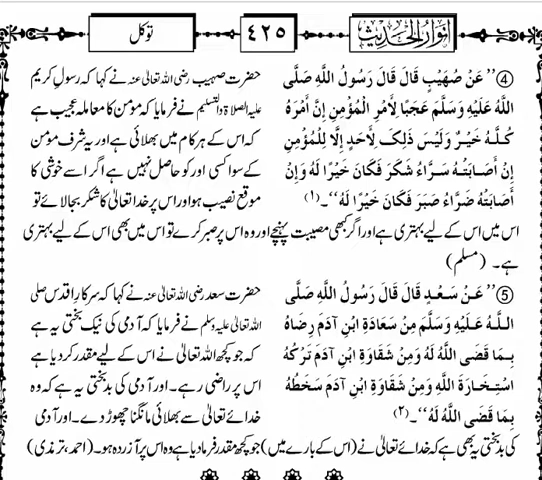 انوار الحدیث
٤٢٥
توکل
④ ’’عَنْ صُهَيْبٍ قَالَ قَالَ رَسُولُ اللَّهِ صَلَّى
اللَّهُ عَلَيْهِ وَسَلَّمَ عَجَبًا لِأَمْرِ الْمُؤْمِنِ إِنَّ أَمْرَهُ
كُلَّهُ خَيْرٌ وَلَيْسَ ذَلِكَ لِأَحَدٍ إِلَّا لِلْمُؤْمِنِ
إِنْ أَصَابَتْهُ سَرَّاءُ شَكَرَ فَكَانَ خَيْرًا لَهُ وَإِنْ
أَصَابَتْهُ ضَرَّاءُ صَبَرَ فَكَانَ خَيْرًا لَهُ‘‘۔ (۱)
حضرت صہیب رضی اللہ تعالیٰ عنہ نے کہا کہ رسولِ کریم
علیہ الصلاۃ والتسلیم نے فرمایا کہ مومن کا معاملہ عجیب ہے
کہ اس کے ہر کام میں بھلائی ہے اور یہ شرف مومن
کے سوا کسی اور کو حاصل نہیں ہے اگر اسے خوشی کا
موقع نصیب ہو اور اس پر خدا تعالیٰ کا شکر بجا لائے تو
اس میں اس کے لیے بہتری ہے اور اگر کبھی مصیبت پہنچے اور وہ اس پر صبر کرے تو اس میں بھی اس کے لیے بہتری
ہے۔ (مسلم)
⑤ ’’عَنْ سَعْدٍ قَالَ قَالَ رَسُولُ اللَّهِ صَلَّى
اللَّهُ عَلَيْهِ وَسَلَّمَ مِنْ سَعَادَةِ ابْنِ آدَمَ رِضَاهُ
بِمَا قَضَى اللَّهُ لَهُ وَمِنْ شَقَاوَةِ ابْنِ آدَمَ تَرْكُهُ
اسْتِخَارَةَ اللَّهِ وَمِنْ شَقَاوَةِ ابْنِ آدَمَ سَخَطُهُ
بِمَا قَضَى اللَّهُ لَهُ‘‘۔ (۲)
حضرت سعد رضی اللہ تعالیٰ عنہ نے کہا کہ سرکارِ اقدس صلی
اللہ تعالیٰ علیہ وسلم نے فرمایا کہ آدمی کی نیک بختی یہ ہے
کہ جو کچھ اللہ تعالیٰ نے اس کے لیے مقدر کر دیا ہے
اس پر راضی رہے۔ اور آدمی کی بدبختی یہ ہے کہ وہ
خدائے تعالیٰ سے بھلائی مانگنا چھوڑ دے۔ اور آدمی
کی بدبختی یہ بھی ہے کہ خدائے تعالیٰ نے (اس کے بارے میں) جو کچھ مقدر فرما دیا ہے وہ اس پر آزردہ ہو۔ (احمد، ترمذی)